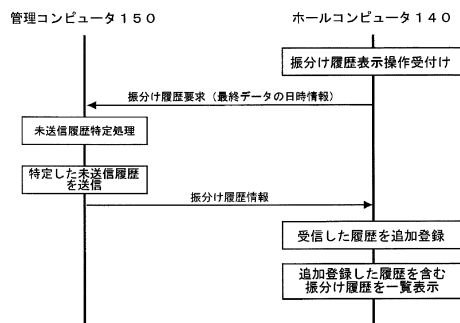 管理コンピュータ１５０
ホールコンピュータ１４０
振分け履歴表示操作受付け
振分け履歴要求（最終データの日時情報）
未送信履歴特定処理
特定した未送信履歴
を送信
振分け履歴情報
受信した履歴を追加登録
追加登録した履歴を含む
振分け履歴を一覧表示